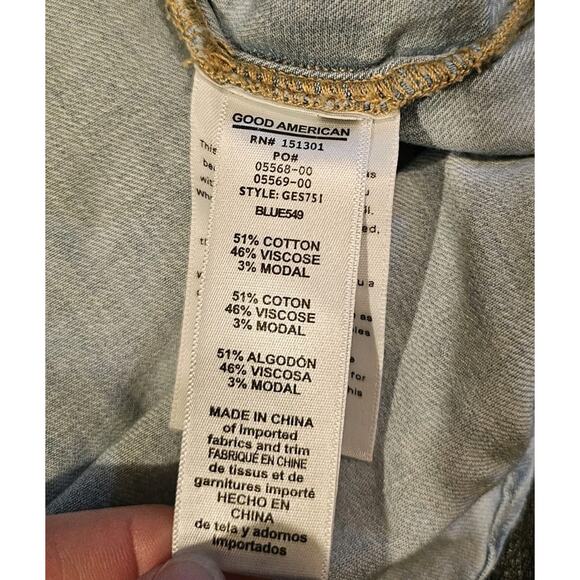 GOOD AMERICAN
RN# 151301
PO#
05568-00
05569-00
STYLE: GES751
BLUE549
51% COTTON
46% VISCOSE
3% MODAL
51% COTON
46% VISCOSE
3% MODAL
51% ALGODÓN
46% VISCOSA
3% MODAL
MADE IN CHINA
of imported
fabrics and trim
FABRIQUÉ EN CHINE
de tissus et de
garnitures importé
HECHO EN
CHINA
de tela y adornos
importados